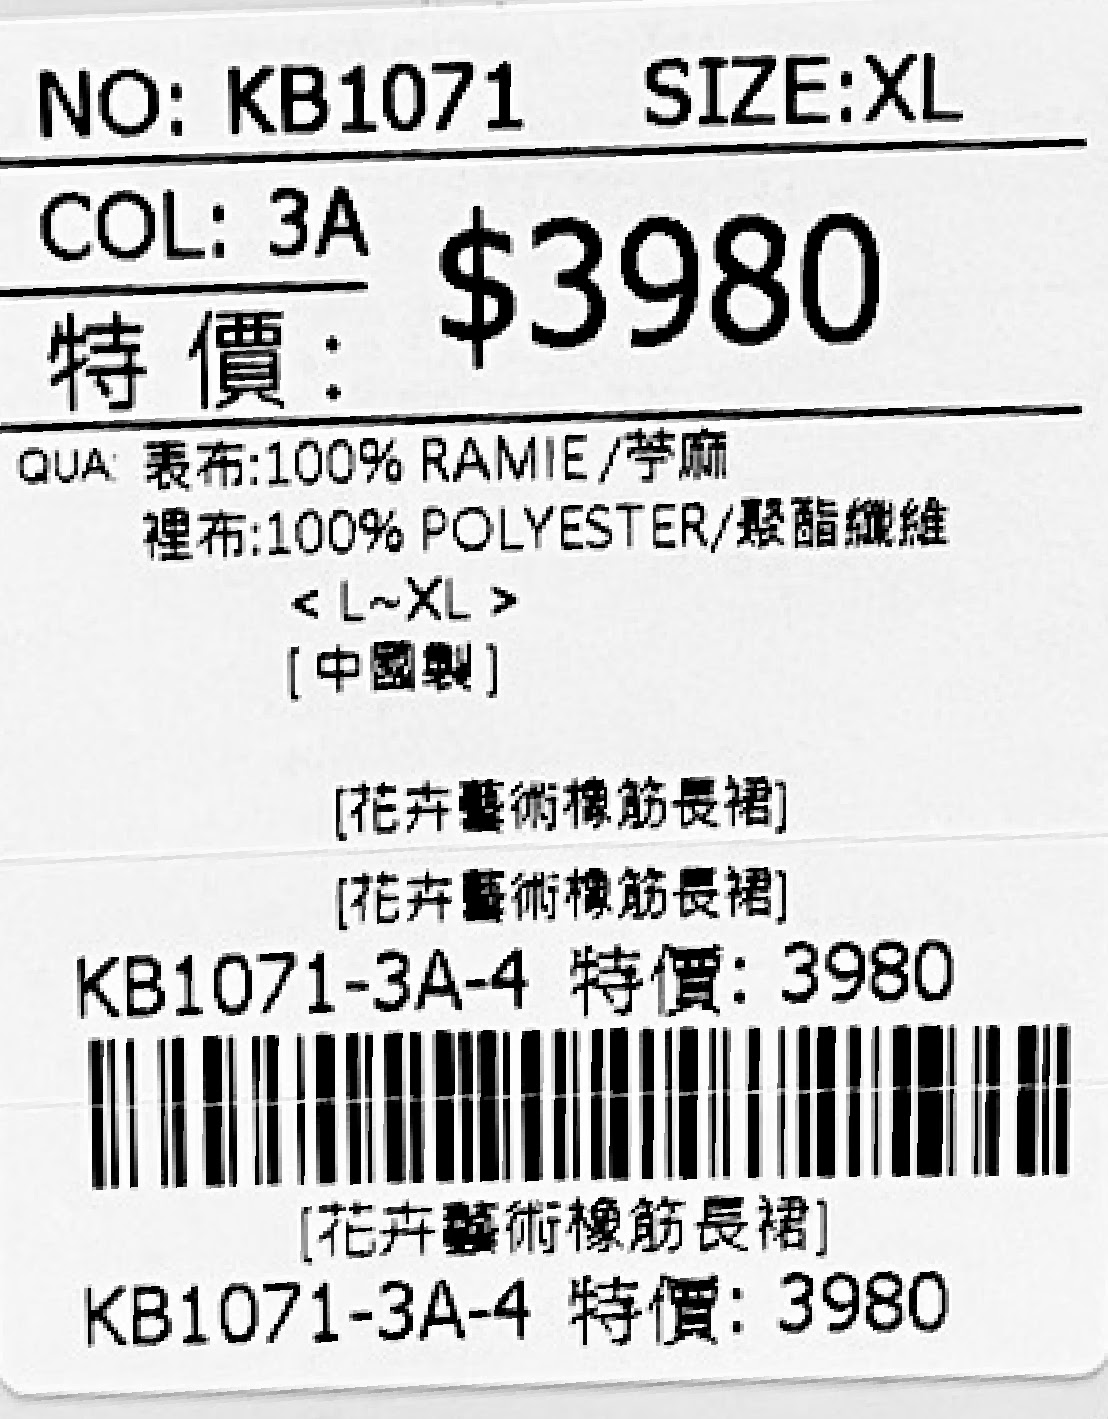 NO: KB1071 SIZE:XL
COL: 3A $3980
特價:
QUA: 表布:100% RAMIE/苧麻
裡布:100% POLYESTER/聚酯纖維
< L~XL >
[中國製]
[花卉藝術橡筋長裙]
[花卉藝術橡筋長裙]
KB1071-3A-4 特價: 3980
[花卉藝術橡筋長裙]
KB1071-3A-4 特價: 3980